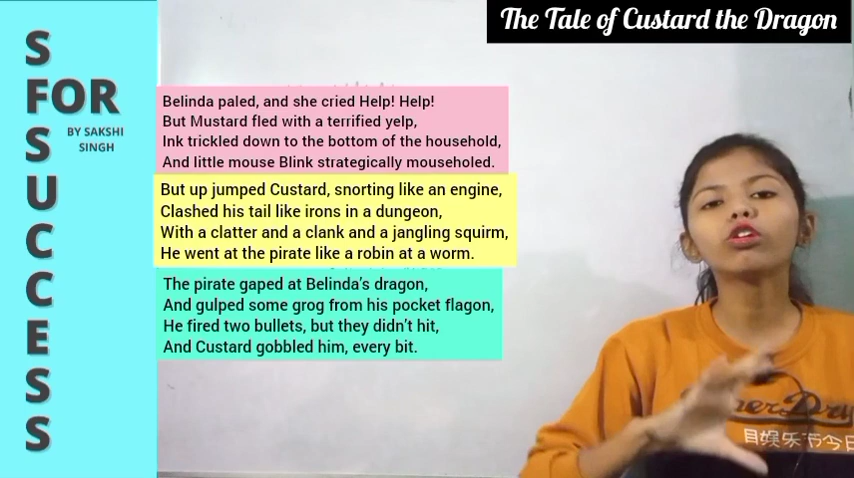 The Tale of Custard the Dragon
S FOR SUCCESS
BY SAKSHI
SINGH
Belinda paled, and she cried Help! Help!
But Mustard fled with a terrified yelp,
Ink trickled down to the bottom of the household,
And little mouse Blink strategically mouseholed.
But up jumped Custard, snorting like an engine,
Clashed his tail like irons in a dungeon,
With a clatter and a clank and a jangling squirm,
He went at the pirate like a robin at a worm.
The pirate gaped at Belinda's dragon,
And gulped some grog from his pocket flagon,
He fired two bullets, but they didn't hit,
And Custard gobbled him, every bit.